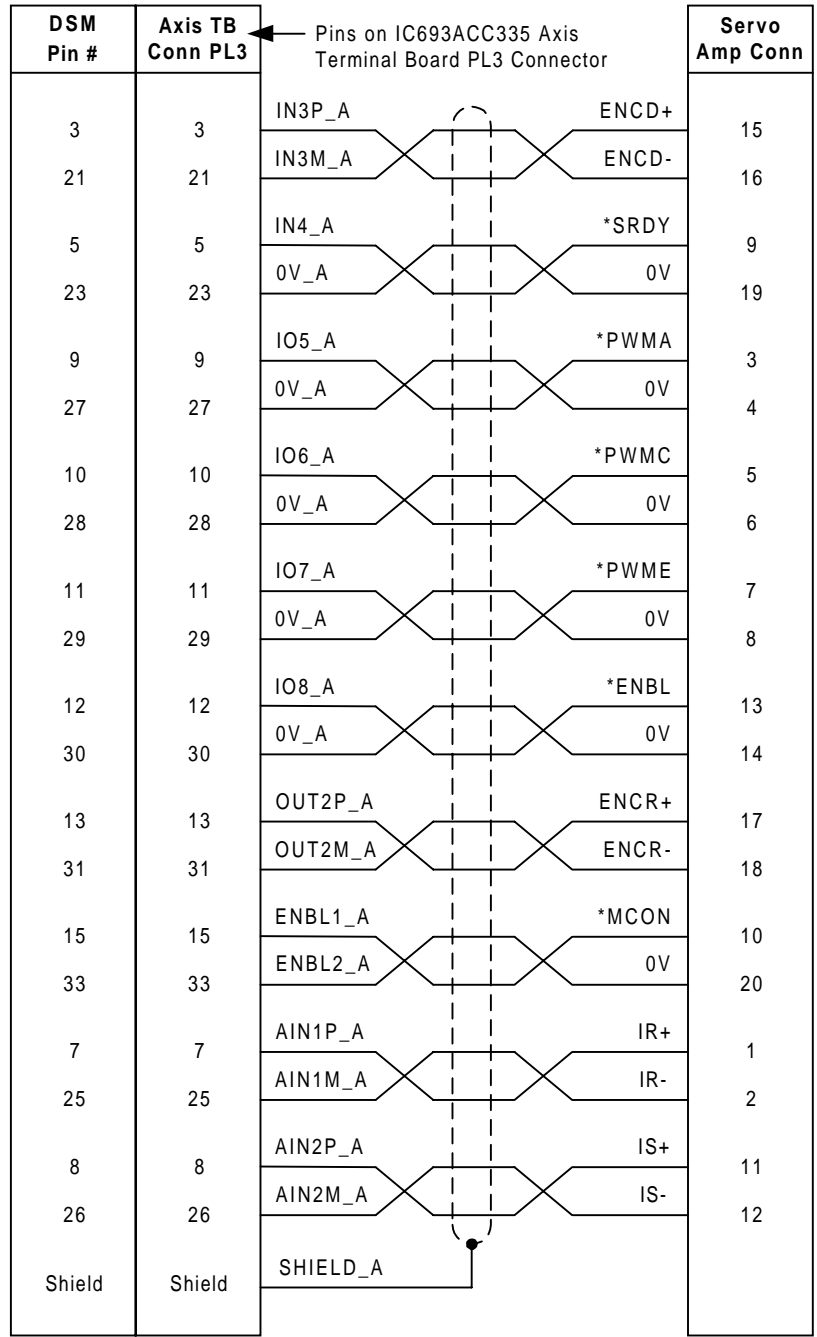 DSM Pin #
Axis TB Conn PL3
Pins on IC693ACC335 Axis
Terminal Board PL3 Connector
Servo Amp Conn
3 3 IN3P_A ENCD+ 15
21 21 IN3M_A ENCD- 16
5 5 IN4_A *SRDY 9
23 23 0V_A 0V 19
9 9 IO5_A *PWMA 3
27 27 0V_A 0V 4
10 10 IO6_A *PWMC 5
28 28 0V_A 0V 6
11 11 IO7_A *PWME 7
29 29 0V_A 0V 8
12 12 IO8_A *ENBL 13
30 30 0V_A 0V 14
13 13 OUT2P_A ENCR+ 17
31 31 OUT2M_A ENCR- 18
15 15 ENBL1_A *MCON 10
33 33 ENBL2_A 0V 20
7 7 AIN1P_A IR+ 1
25 25 AIN1M_A IR- 2
8 8 AIN2P_A IS+ 11
26 26 AIN2M_A IS- 12
Shield Shield SHIELD_A